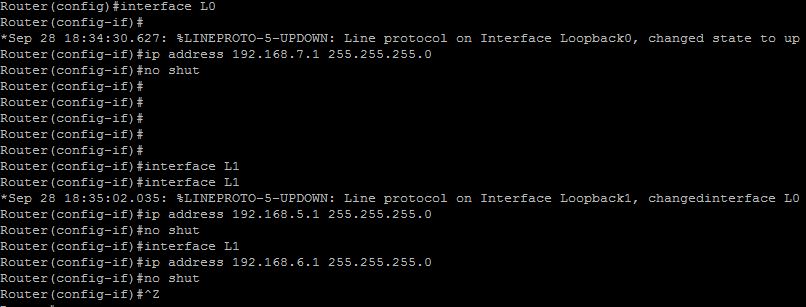 Router(config)#interface L0
Router(config-if)#
*Sep 28 18:34:30.627: %LINEPROTO-5-UPDOWN: Line protocol on Interface Loopback0, changed state to up
Router(config-if)#ip address 192.168.7.1 255.255.255.0
Router(config-if)#no shut
Router(config-if)#
Router(config-if)#
Router(config-if)#
Router(config-if)#
Router(config-if)#
Router(config-if)#interface L1
Router(config-if)#interface L1
*Sep 28 18:35:02.035: %LINEPROTO-5-UPDOWN: Line protocol on Interface Loopback1, changedinterface L0
Router(config-if)#ip address 192.168.5.1 255.255.255.0
Router(config-if)#no shut
Router(config-if)#interface L1
Router(config-if)#ip address 192.168.6.1 255.255.255.0
Router(config-if)#no shut
Router(config-if)#^Z